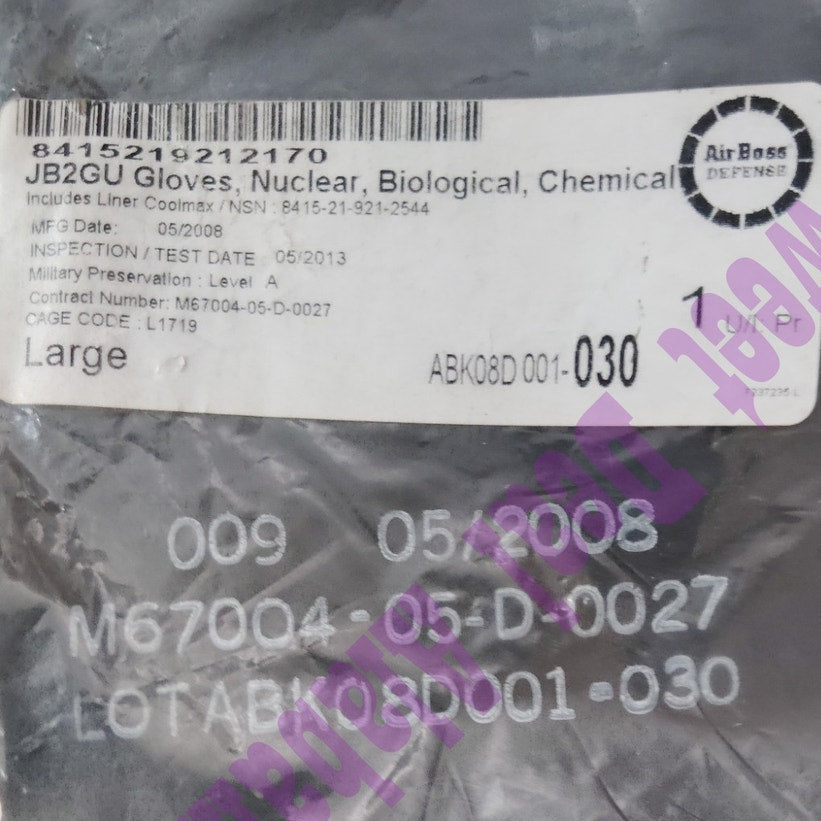 8415219212170
JB2GU Gloves, Nuclear, Biological, Chemical
Includes Liner Coolmax / NSN : 8415-21-921-2544
MFG Date: 05/2008
INSPECTION / TEST DATE 05/2013
Military Preservation : Level A
Contract Number: M67004-05-D-0027
CAGE CODE : L1719
Large
AirBoss
DEFENSE
1 U/I: Pr
ABK08D 001-030
009 05/2008
M67004-05-D-0027
LOTABK08D001-030